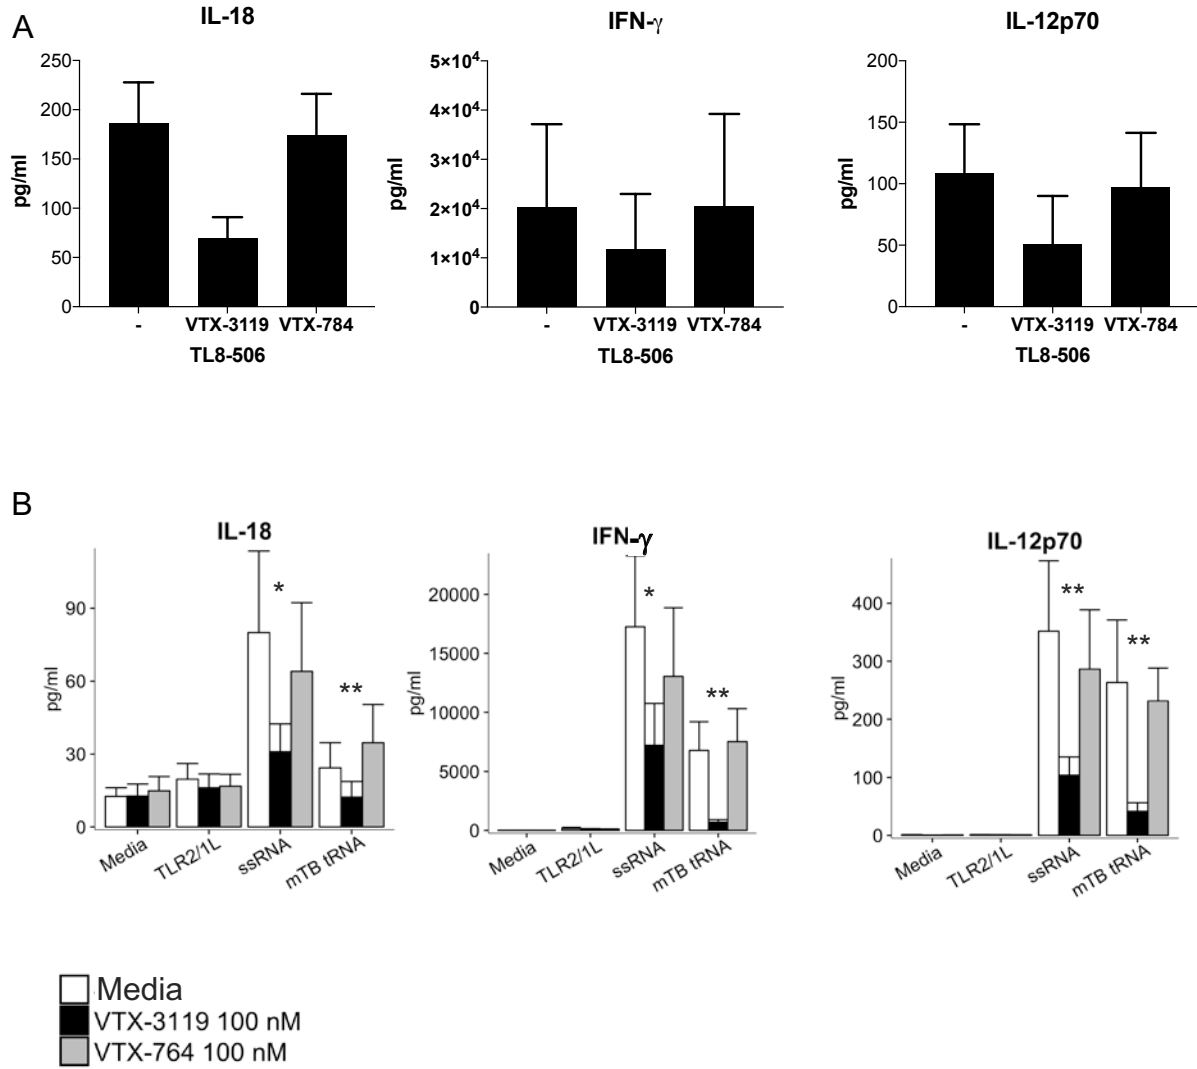 A
IL-18
pg/ml
250
200
150
100
50
0
- VTX-3119 VTX-784
TL8-506
IFN-γ
pg/ml
5×10⁴
4×10⁴
3×10⁴
2×10⁴
1×10⁴
0
- VTX-3119 VTX-784
TL8-506
IL-12p70
pg/ml
200
150
100
50
0
- VTX-3119 VTX-784
TL8-506
B
IL-18
pg/ml
90
60
30
0
*
**
Media TLR2/1L ssRNA mTB tRNA
IFN-γ
pg/ml
20000
15000
10000
5000
0
*
**
Media TLR2/1L ssRNA mTB tRNA
IL-12p70
pg/ml
400
300
200
100
0
**
**
Media TLR2/1L ssRNA mTB tRNA
Media
VTX-3119 100 nM
VTX-764 100 nM